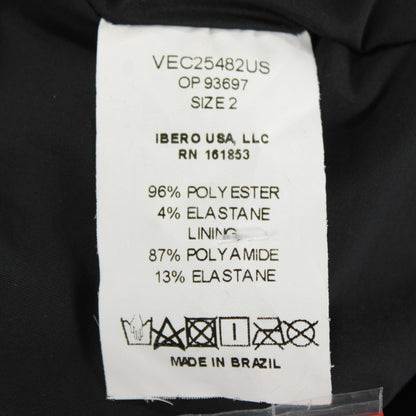 VEC25482US
OP 93697
SIZE 2
IBERO USA, LLC
RN 161853
96% POLYESTER
4% ELASTANE
LINING
87% POLYAMIDE
13% ELASTANE
MADE IN BRAZIL